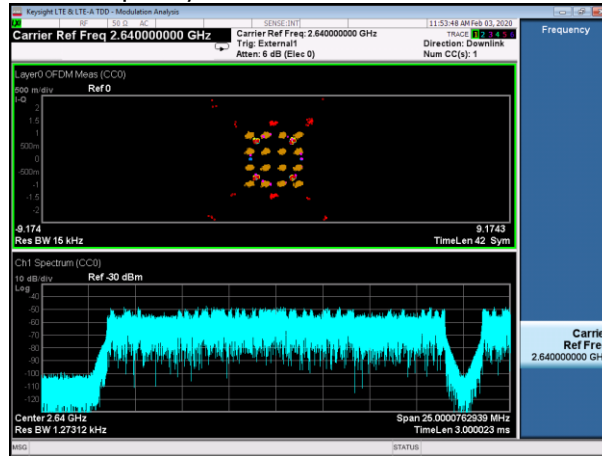 Keysight LTE & LTE-A TDD - Modulation Analysis
RF 50 Ω AC SENSE:INT 11:53:48 AM Feb 03, 2020
Carrier Ref Freq 2.640000000 GHz
Carrier Ref Freq: 2.640000000 GHz
Trig: External1
Atten: 6 dB (Elec 0)
TRACE 1 2 3 4 5 6
Direction: Downlink
Num CC(s): 1
Frequency
Layer0 OFDM Meas (CC0)
500 m/div Ref 0
I-Q
2
1.5
1
500m
0
-500m
-1
-1.5
-2
-9.174 9.1743
Res BW 15 kHz TimeLen 42 Sym
Ch1 Spectrum (CC0)
10 dB/div Ref -30 dBm
Log
-40
-50
-60
-70
-80
-90
-100
-110
-120
Center 2.64 GHz Span 25.0000762939 MHz
Res BW 1.27312 kHz TimeLen 3.000023 ms
Carrie
Ref Fre
2.640000000 GH
MSG STATUS